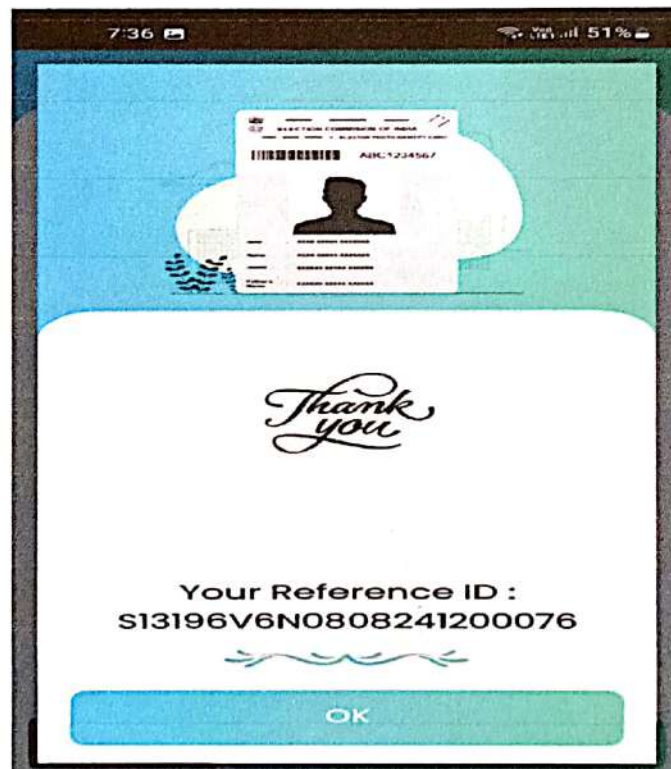 7:36
51%
ELECTION COMMISSION OF INDIA
ABC1234567
Thank
you
Your Reference ID :
S13196V6N0808241200076
OK